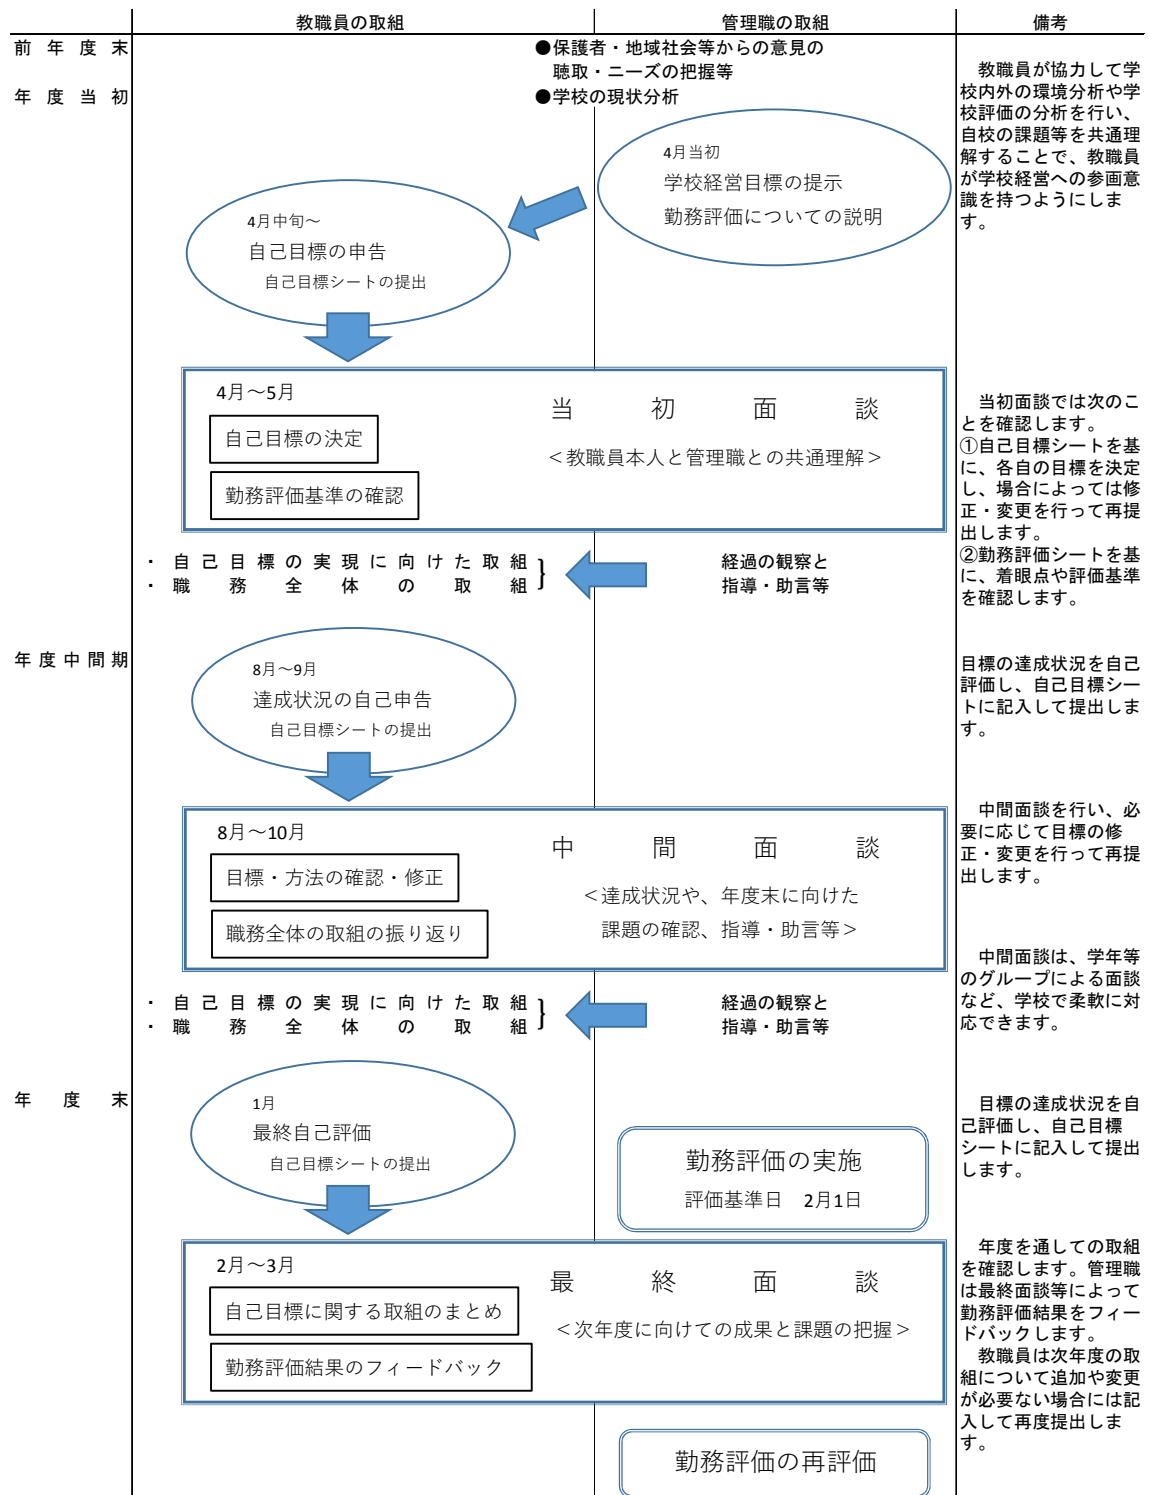 教職員の取組
管理職の取組
備考
前年度末
●保護者・地域社会等からの意見の
聴取・ニーズの把握等
年度当初
●学校の現状分析
4月当初
学校経営目標の提示
勤務評価についての説明
教職員が協力して学
校内外の環境分析や学
校評価の分析を行い、
自校の課題等を共通理
解することで、教職員
が学校経営への参画意
識を持つようにしま
す。
4月中旬～
自己目標の申告
自己目標シートの提出
4月～5月
当初面談
自己目標の決定
＜教職員本人と管理職との共通理解＞
勤務評価基準の確認
当初面談では次のこ
とを確認します。
①自己目標シートを基
に、各自の目標を決定
し、場合によっては修
正・変更を行って再提
出します。
②勤務評価シートを基
に、着眼点や評価基準
を確認します。
・自己目標の実現に向けた取組
・職務全体の取組
}
経過の観察と
指導・助言等
年度中間期
8月～9月
達成状況の自己申告
自己目標シートの提出
目標の達成状況を自己
評価し、自己目標シー
トに記入して提出しま
す。
8月～10月
中間面談
目標・方法の確認・修正
＜達成状況や、年度末に向けた
課題の確認、指導・助言等＞
職務全体の取組の振り返り
中間面談を行い、必
要に応じて目標の修
正・変更を行って再提
出します。
中間面談は、学年等
のグループによる面談
など、学校で柔軟に対
応できます。
・自己目標の実現に向けた取組
・職務全体の取組
}
経過の観察と
指導・助言等
年度末
1月
最終自己評価
自己目標シートの提出
勤務評価の実施
評価基準日　2月1日
目標の達成状況を自
己評価し、自己目標
シートに記入して提出
します。
2月～3月
最終面談
自己目標に関する取組のまとめ
＜次年度に向けての成果と課題の把握＞
勤務評価結果のフィードバック
年度を通しての取組
を確認します。管理職
は最終面談等によって
勤務評価結果をフィー
ドバックします。
教職員は次年度の取
組について追加や変更
が必要ない場合には記
入して再度提出しま
す。
勤務評価の再評価